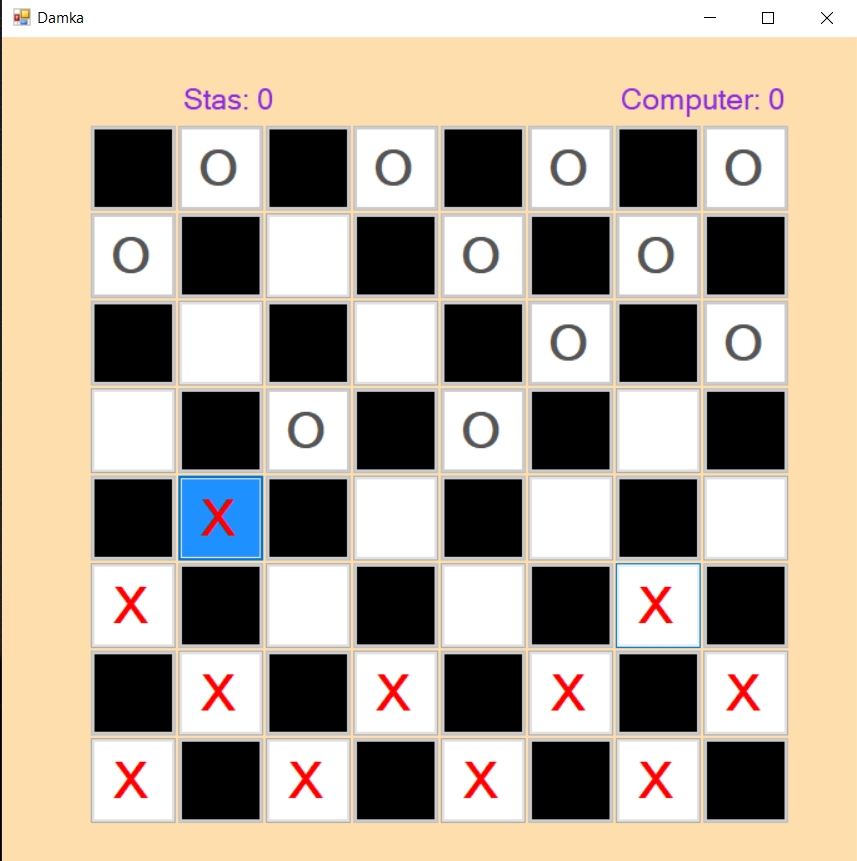 Damka
Stas: 0 Computer: 0
O O O O
O O O
O O
O O
X
X X
X X X X
X X X X